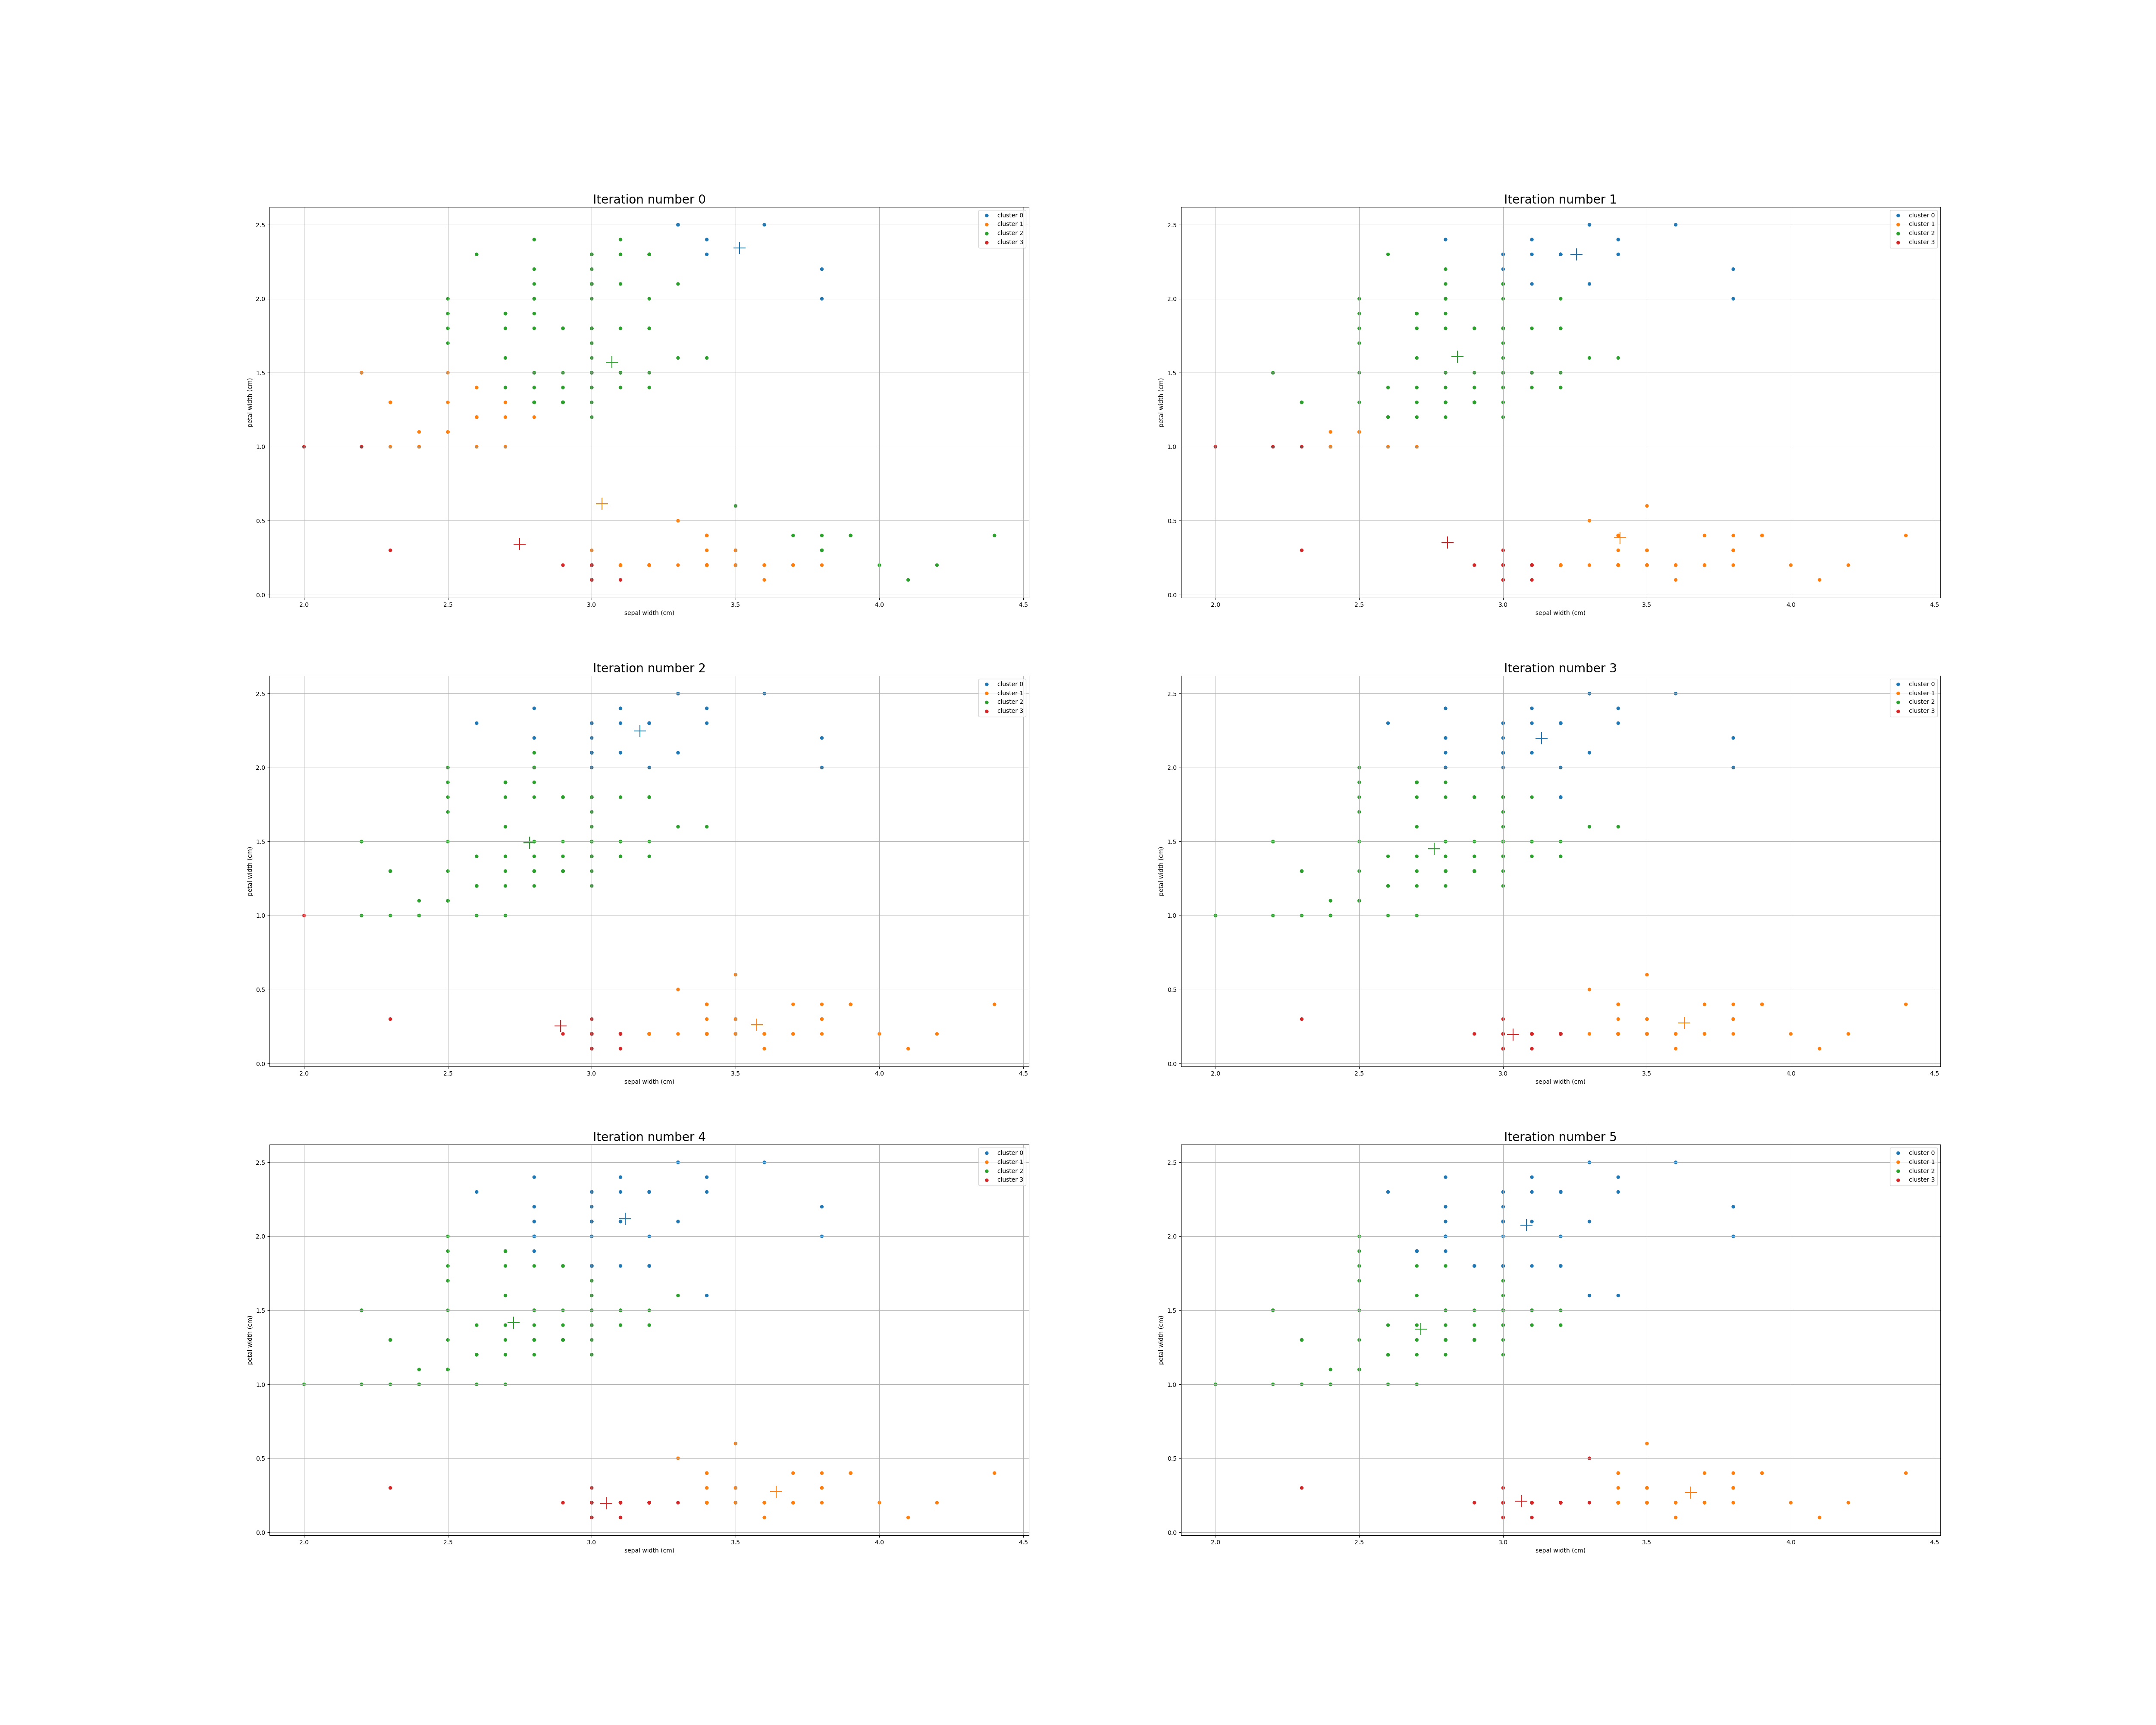 Iteration number 0
cluster 0
cluster 1
cluster 2
cluster 3
2.5
2.0
1.5
1.0
0.5
0.0
petal width (cm)
2.0 2.5 3.0 3.5 4.0 4.5
sepal width (cm)
Iteration number 1
cluster 0
cluster 1
cluster 2
cluster 3
2.5
2.0
1.5
1.0
0.5
0.0
petal width (cm)
2.0 2.5 3.0 3.5 4.0 4.5
sepal width (cm)
Iteration number 2
cluster 0
cluster 1
cluster 2
cluster 3
2.5
2.0
1.5
1.0
0.5
0.0
petal width (cm)
2.0 2.5 3.0 3.5 4.0 4.5
sepal width (cm)
Iteration number 3
cluster 0
cluster 1
cluster 2
cluster 3
2.5
2.0
1.5
1.0
0.5
0.0
petal width (cm)
2.0 2.5 3.0 3.5 4.0 4.5
sepal width (cm)
Iteration number 4
cluster 0
cluster 1
cluster 2
cluster 3
2.5
2.0
1.5
1.0
0.5
0.0
petal width (cm)
2.0 2.5 3.0 3.5 4.0 4.5
sepal width (cm)
Iteration number 5
cluster 0
cluster 1
cluster 2
cluster 3
2.5
2.0
1.5
1.0
0.5
0.0
petal width (cm)
2.0 2.5 3.0 3.5 4.0 4.5
sepal width (cm)